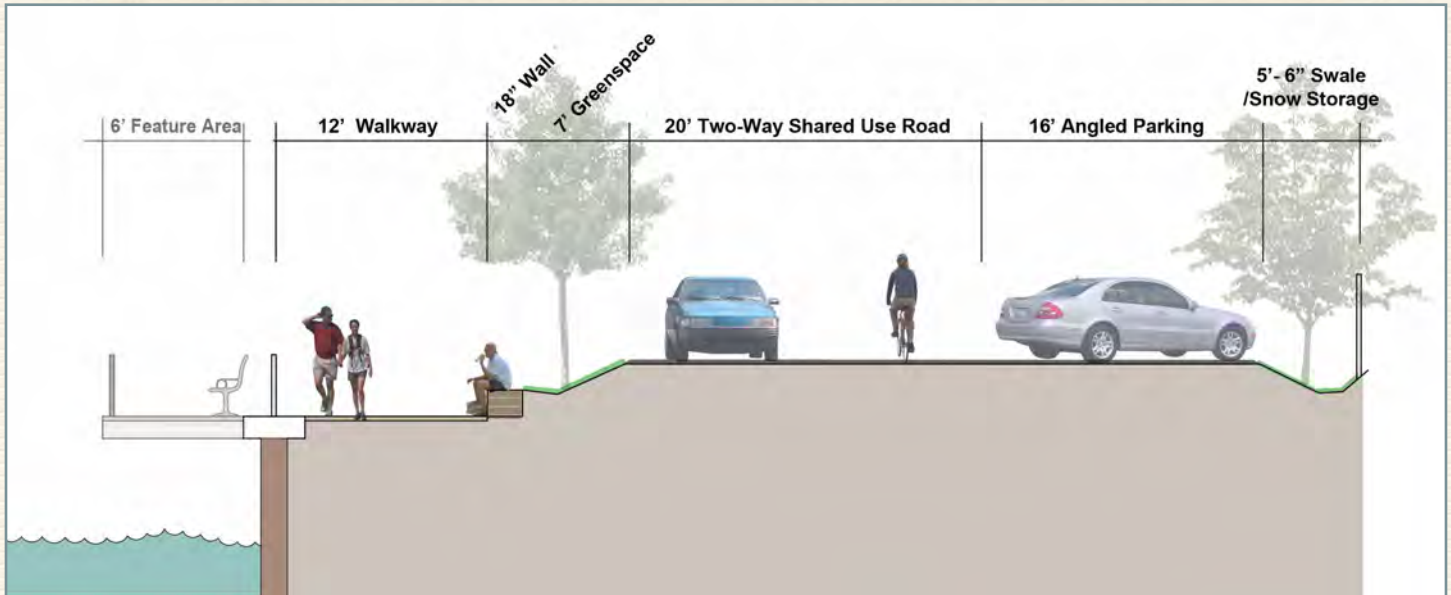 6’ Feature Area
12’ Walkway
18” Wall
7’ Greenspace
20’ Two-Way Shared Use Road
16’ Angled Parking
5’- 6” Swale
/Snow Storage